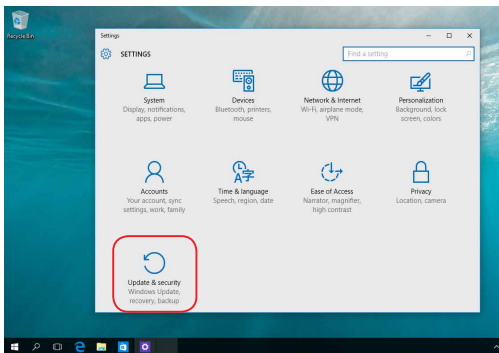 Recycle Bin
Settings
SETTINGS
Find a setting
System
Display, notifications,
apps, power
Devices
Bluetooth, printers,
mouse
Network & Internet
Wi-Fi, airplane mode,
VPN
Personalization
Background, lock
screen, colors
Accounts
Your account, sync
settings, work, family
Time & language
Speech, region, date
Ease of Access
Narrator, magnifier,
high contrast
Privacy
Location, camera
Update & security
Windows Update,
recovery, backup